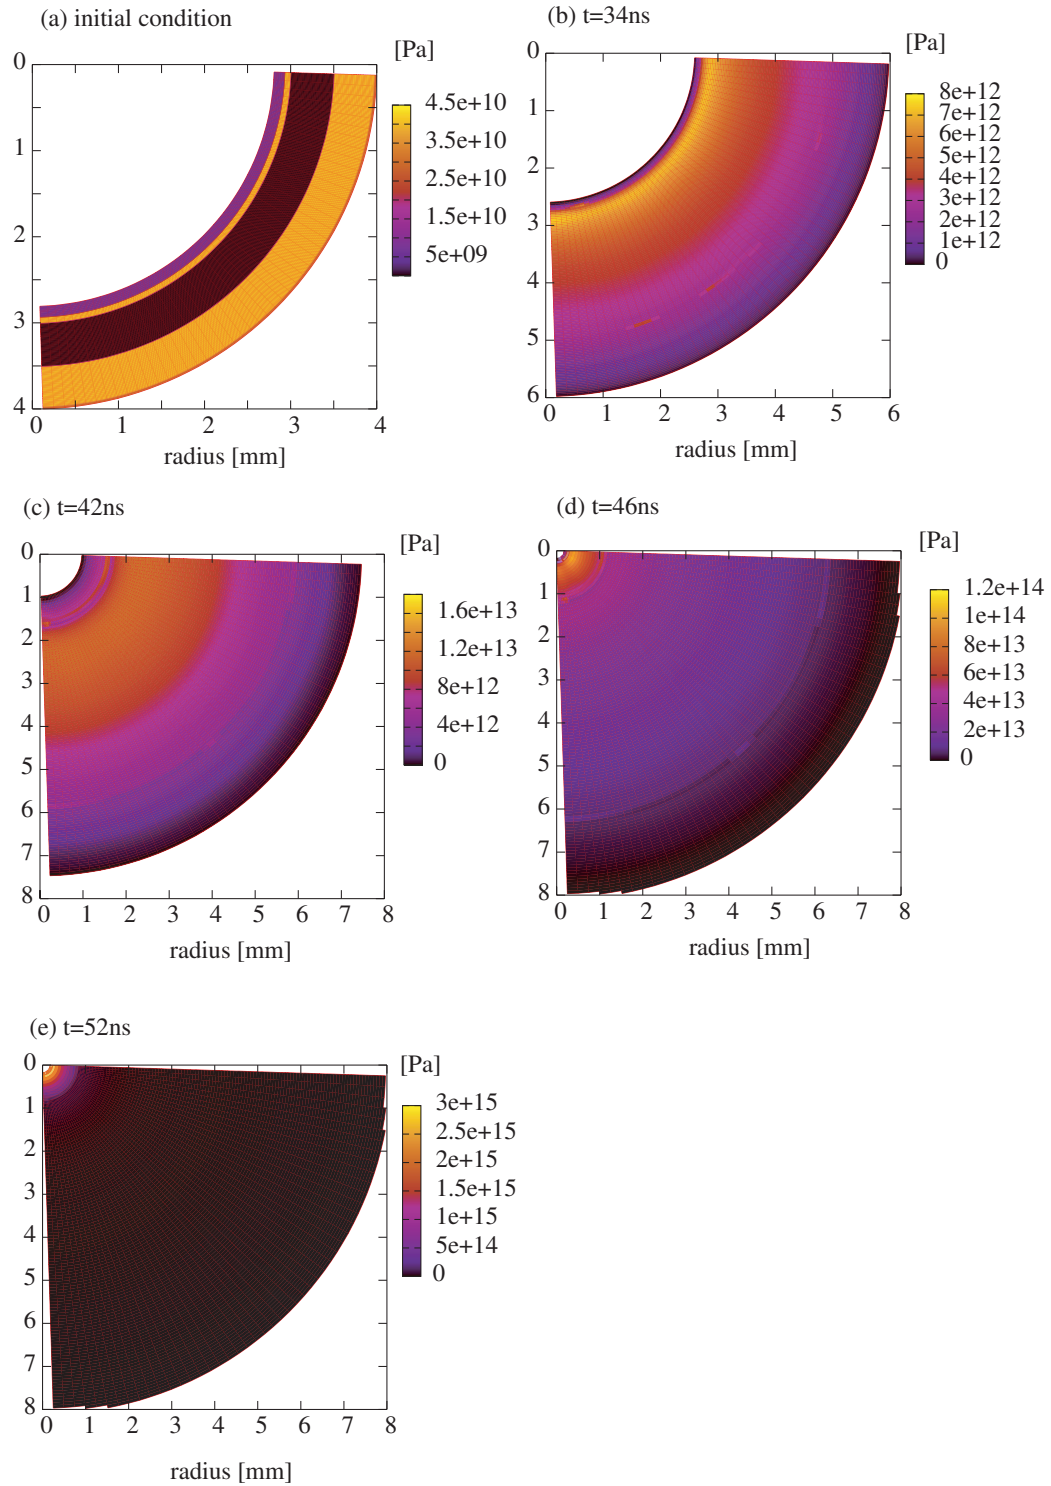 (a) initial condition
[Pa]
0
1
2
3
4
0 1 2 3 4
radius [mm]
4.5e+10
3.5e+10
2.5e+10
1.5e+10
5e+09
(b) t=34ns
[Pa]
0
1
2
3
4
5
6
0 1 2 3 4 5 6
radius [mm]
8e+12
7e+12
6e+12
5e+12
4e+12
3e+12
2e+12
1e+12
0
(c) t=42ns
[Pa]
0
1
2
3
4
5
6
7
8
0 1 2 3 4 5 6 7 8
radius [mm]
1.6e+13
1.2e+13
8e+12
4e+12
0
(d) t=46ns
[Pa]
0
1
2
3
4
5
6
7
8
0 1 2 3 4 5 6 7 8
radius [mm]
1.2e+14
1e+14
8e+13
6e+13
4e+13
2e+13
0
(e) t=52ns
[Pa]
0
1
2
3
4
5
6
7
8
0 1 2 3 4 5 6 7 8
radius [mm]
3e+15
2.5e+15
2e+15
1.5e+15
1e+15
5e+14
0